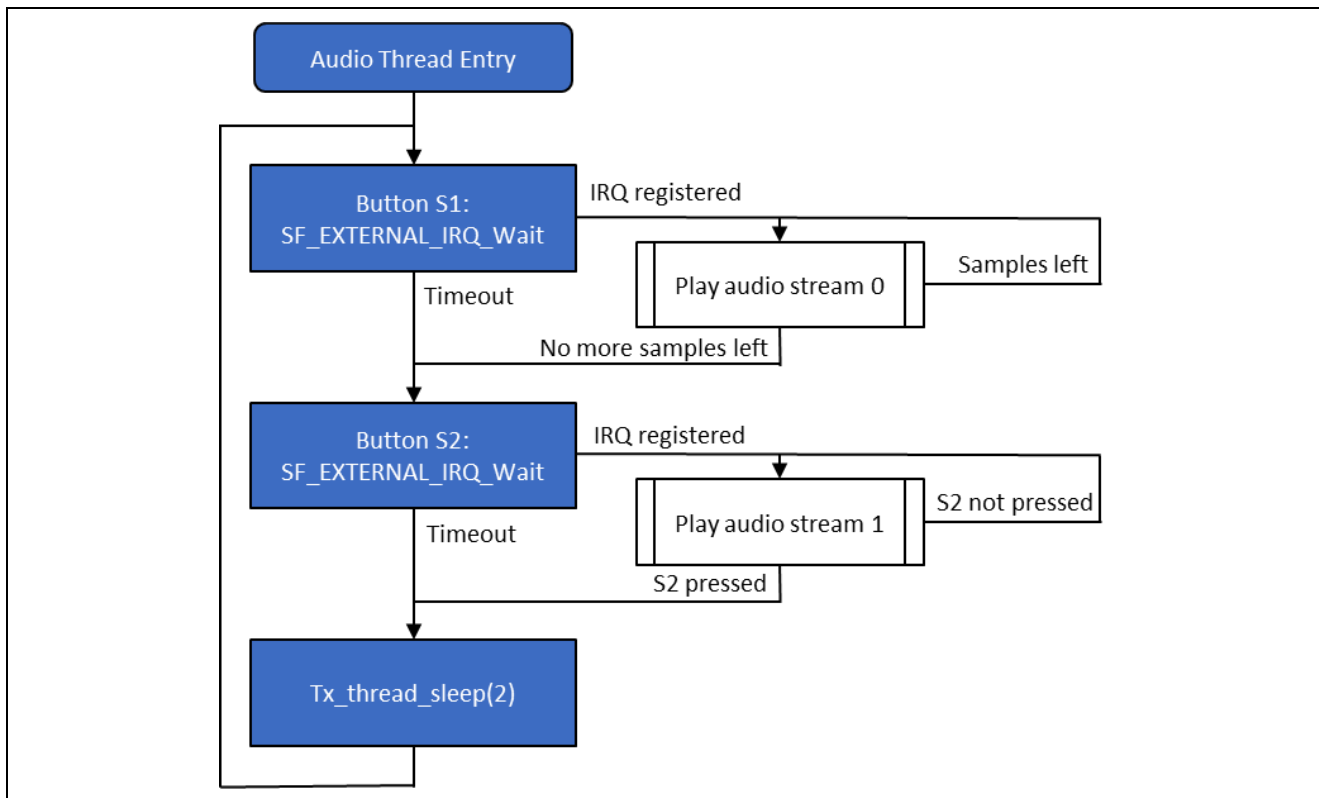 Audio Thread Entry
Button S1:
SF_EXTERNAL_IRQ_Wait
IRQ registered
Play audio stream 0
Samples left
Timeout
No more samples left
Button S2:
SF_EXTERNAL_IRQ_Wait
IRQ registered
Play audio stream 1
S2 not pressed
Timeout
S2 pressed
Tx_thread_sleep(2)